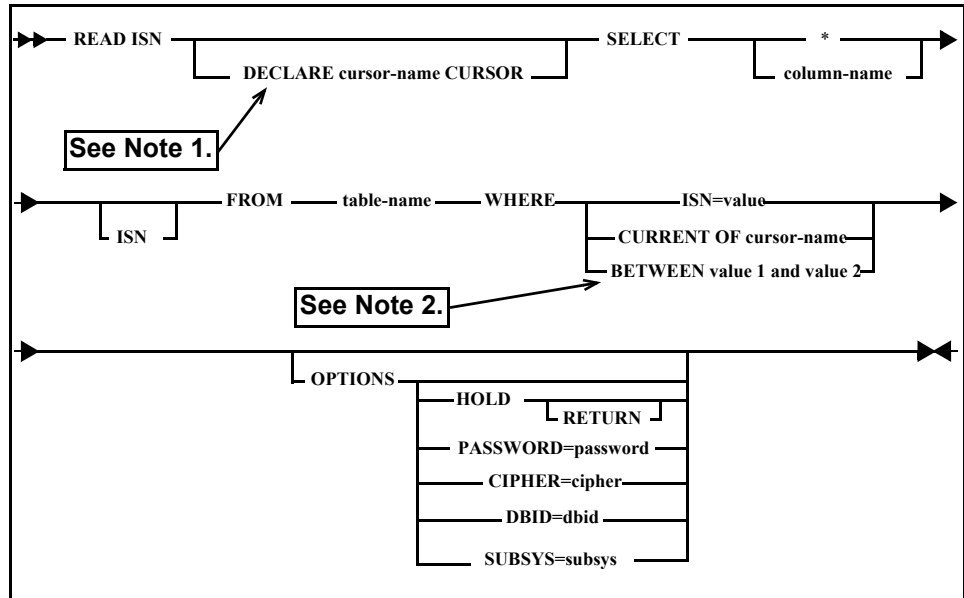 READ ISN SELECT *
DECLARE cursor-name CURSOR column-name
See Note 1.
FROM table-name WHERE ISN=value
ISN CURRENT OF cursor-name
BETWEEN value 1 and value 2
See Note 2.
OPTIONS
HOLD
RETURN
PASSWORD=password
CIPHER=cipher
DBID=dbid
SUBSYS=subsys